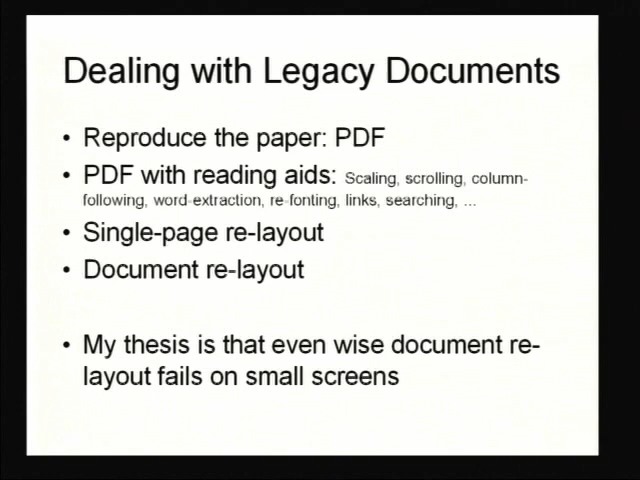 Dealing with Legacy Documents
• Reproduce the paper: PDF
• PDF with reading aids: Scaling, scrolling, column-
following, word-extraction, re-fonting, links, searching, ...
• Single-page re-layout
• Document re-layout
• My thesis is that even wise document re-
layout fails on small screens